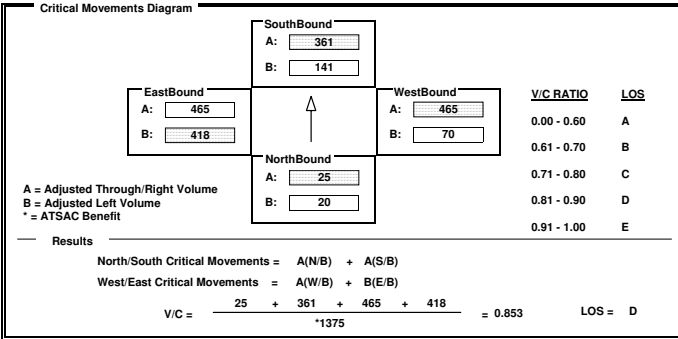 Critical Movements Diagram
SouthBound
A: 361
B: 141
EastBound
A: 465
B: 418
WestBound
A: 465
B: 70
NorthBound
A: 25
B: 20
V/C RATIO LOS
0.00 - 0.60 A
0.61 - 0.70 B
0.71 - 0.80 C
0.81 - 0.90 D
0.91 - 1.00 E
A = Adjusted Through/Right Volume
B = Adjusted Left Volume
* = ATSAC Benefit
Results
North/South Critical Movements = A(N/B) + A(S/B)
West/East Critical Movements = A(W/B) + B(E/B)
V/C = 25 + 361 + 465 + 418 = 0.853 LOS = D
*1375